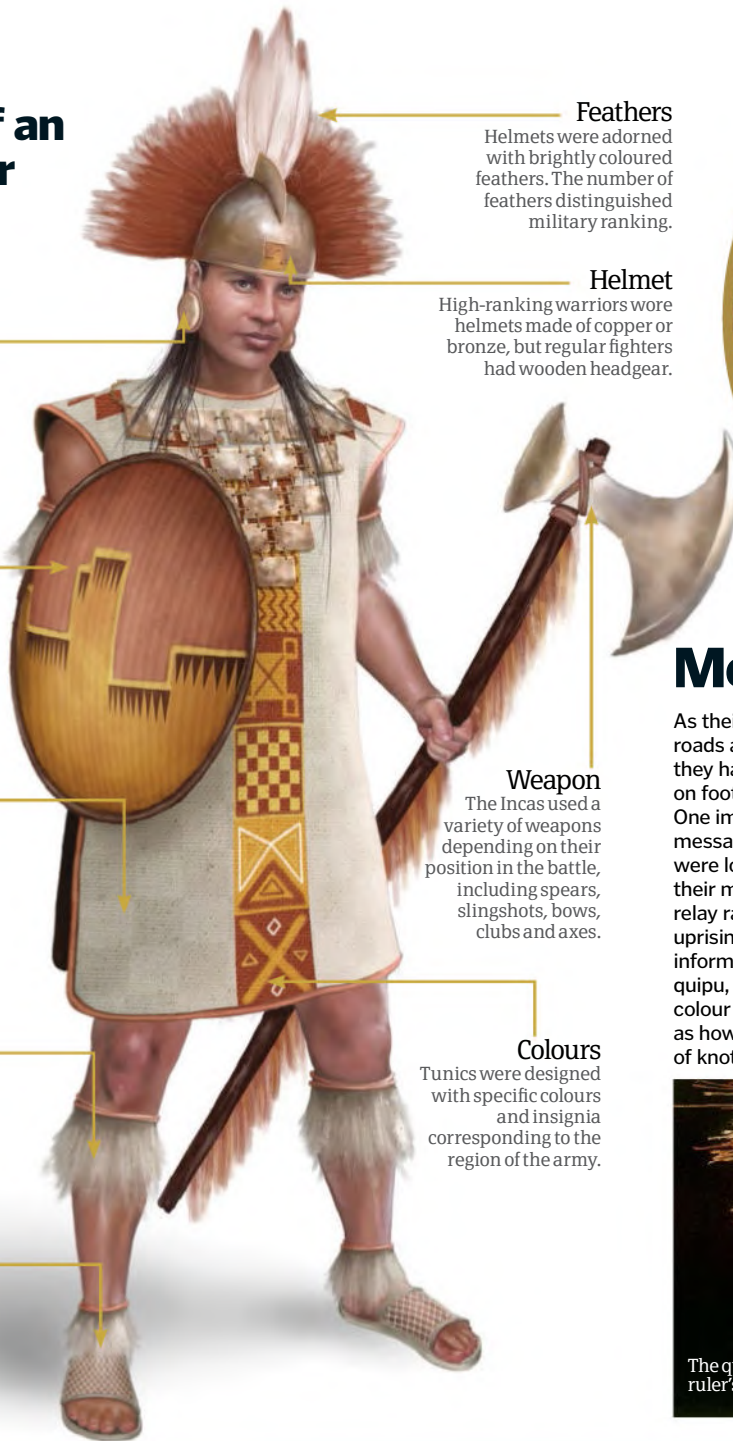 f an
r
Feathers
Helmets were adorned
with brightly coloured
feathers. The number of
feathers distinguished
military ranking.
Helmet
High-ranking warriors wore
helmets made of copper or
bronze, but regular fighters
had wooden headgear.
Weapon
The Incas used a
variety of weapons
depending on their
position in the battle,
including spears,
slingshots, bows,
clubs and axes.
Colours
Tunics were designed
with specific colours
and insignia
corresponding to the
region of the army.
As thei
roads a
they ha
on foot
One im
messa
were lo
their m
relay ra
uprisin
inform
quipu,
colour
as how
of knot
The q
ruler's